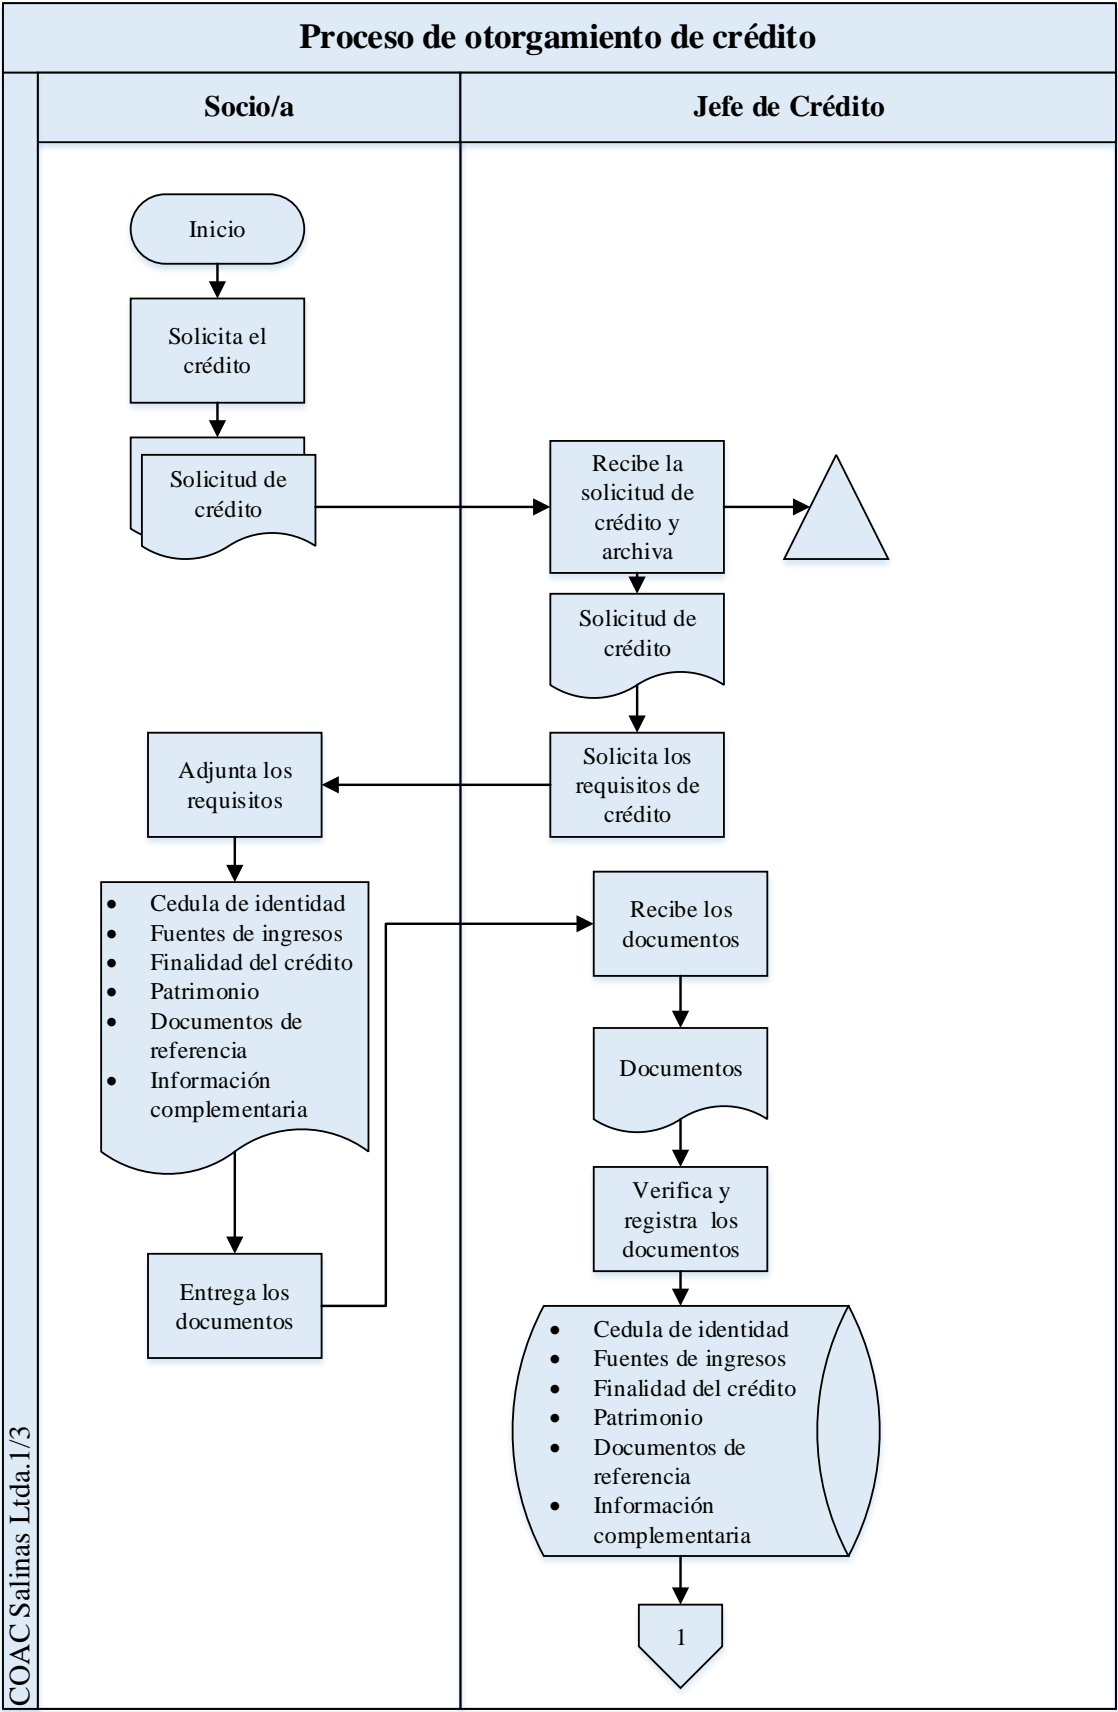 Proceso de otorgamiento de crédito
Socio/a
Jefe de Crédito
Inicio
Solicita el
crédito
Solicitud de
crédito
Recibe la
solicitud de
crédito y
archiva
Solicitud de
crédito
Solicita los
requisitos de
crédito
Adjunta los
requisitos
• Cedula de identidad
• Fuentes de ingresos
• Finalidad del crédito
• Patrimonio
• Documentos de
referencia
• Información
complementaria
Entrega los
documentos
Recibe los
documentos
Documentos
Verifica y
registra los
documentos
• Cedula de identidad
• Fuentes de ingresos
• Finalidad del crédito
• Patrimonio
• Documentos de
referencia
• Información
complementaria
1
COAC Salinas Ltda.1/3